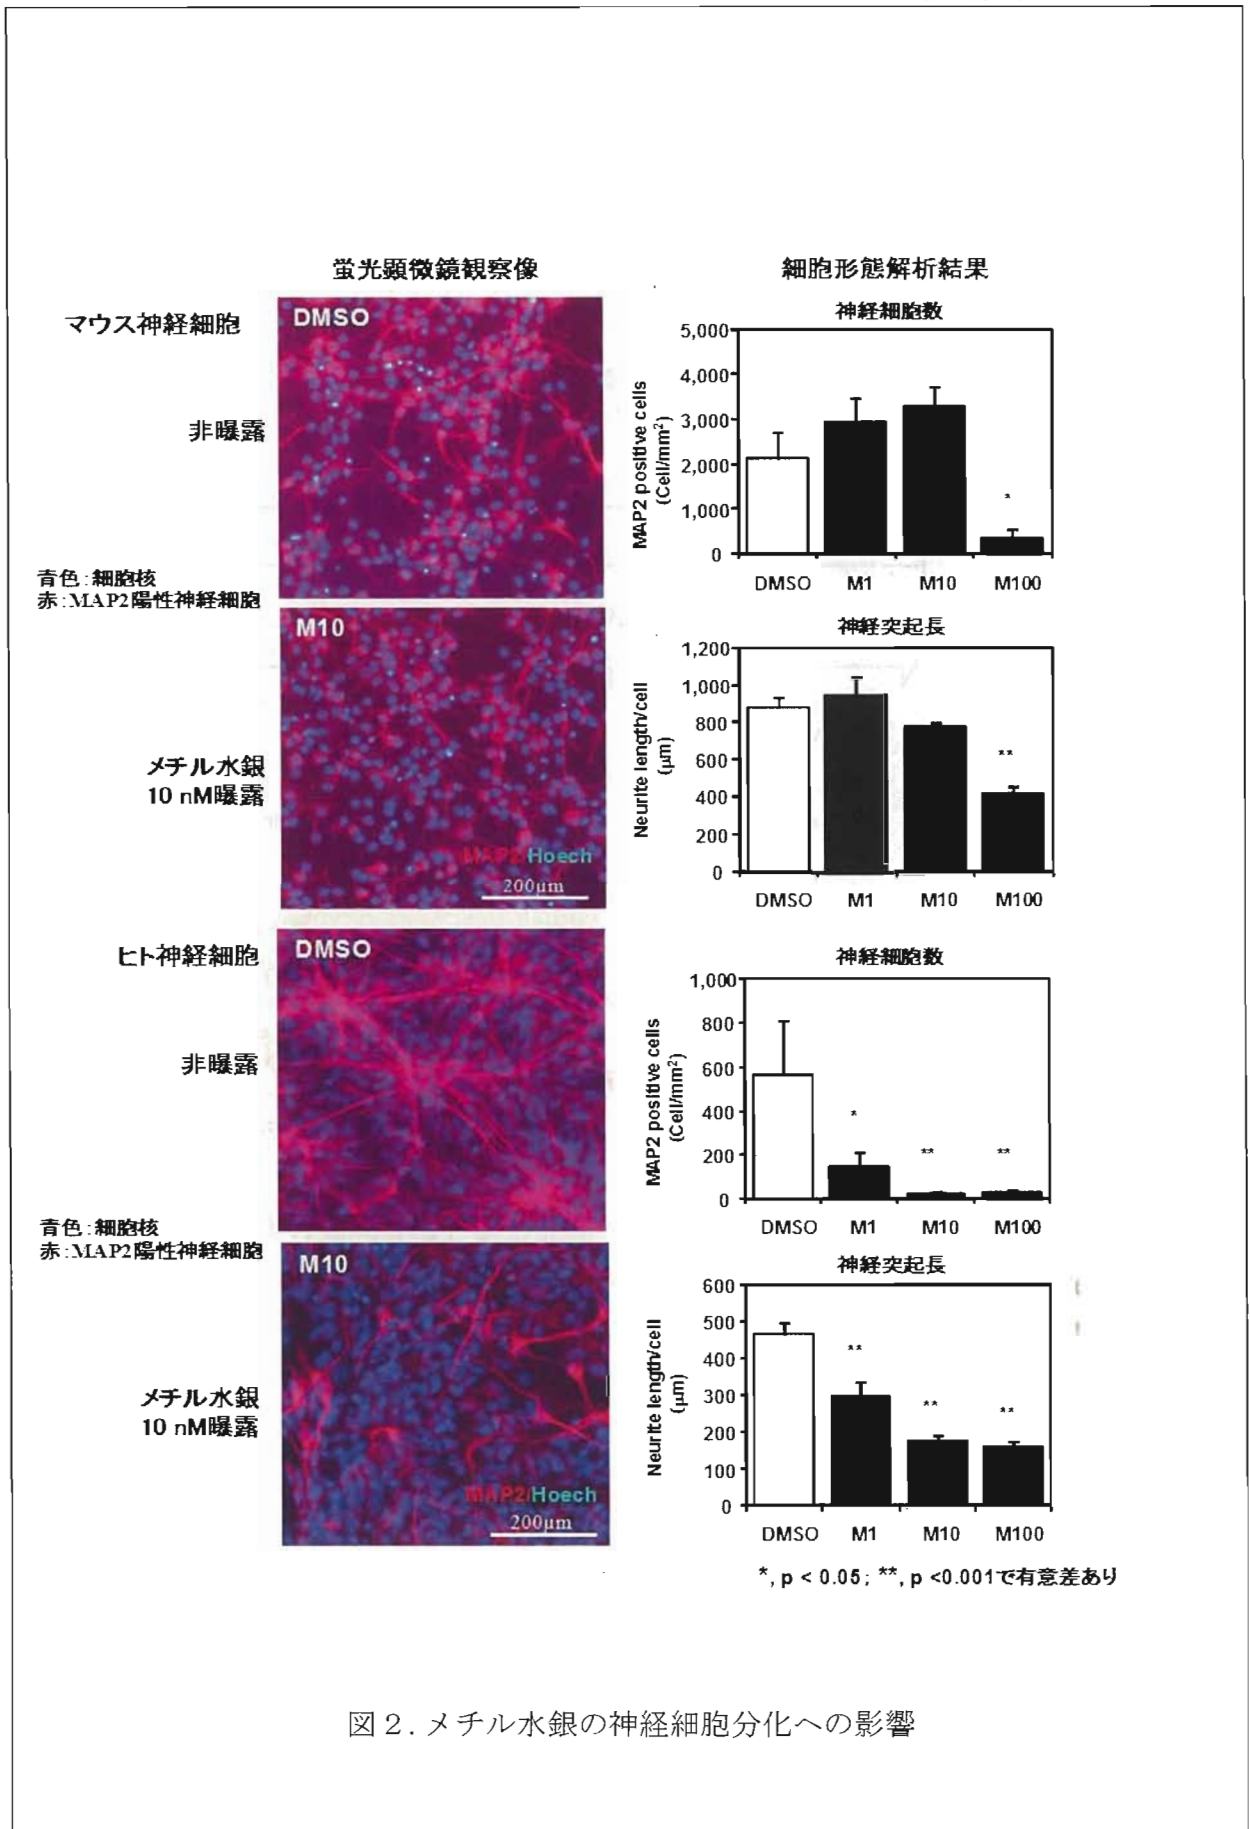 蛍光顕微鏡観察像
細胞形態解析結果
マウス神経細胞
DMSO
非曝露
青色:細胞核
赤:MAP2陽性神経細胞
M10
メチル水銀
10 nM曝露
MAP2/Hoech
200μm
神経細胞数
MAP2 positive cells
(Cell/mm²)
5,000
4,000
3,000
2,000
1,000
0
*
DMSO M1 M10 M100
神経突起長
Neurite length/cell
(μm)
1,200
1,000
800
600
400
200
0
**
DMSO M1 M10 M100
ヒト神経細胞
DMSO
非曝露
青色:細胞核
赤:MAP2陽性神経細胞
M10
メチル水銀
10 nM曝露
MAP2/Hoech
200μm
神経細胞数
MAP2 positive cells
(Cell/mm²)
1,000
800
600
400
200
0
* ** **
DMSO M1 M10 M100
神経突起長
Neurite length/cell
(μm)
600
500
400
300
200
100
0
** ** **
DMSO M1 M10 M100
*, p < 0.05; **, p <0.001で有意差あり
図2.メチル水銀の神経細胞分化への影響